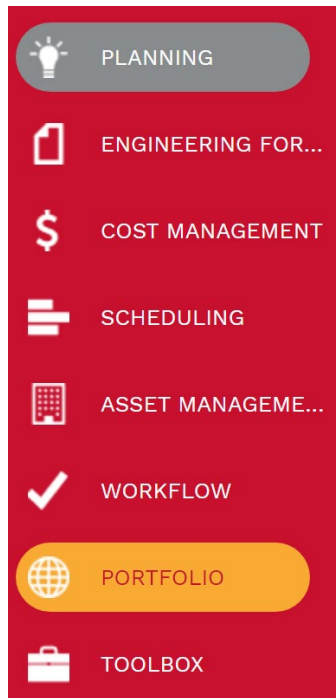 PLANNING
ENGINEERING FOR...
COST MANAGEMENT
SCHEDULING
ASSET MANAGEME...
WORKFLOW
PORTFOLIO
TOOLBOX